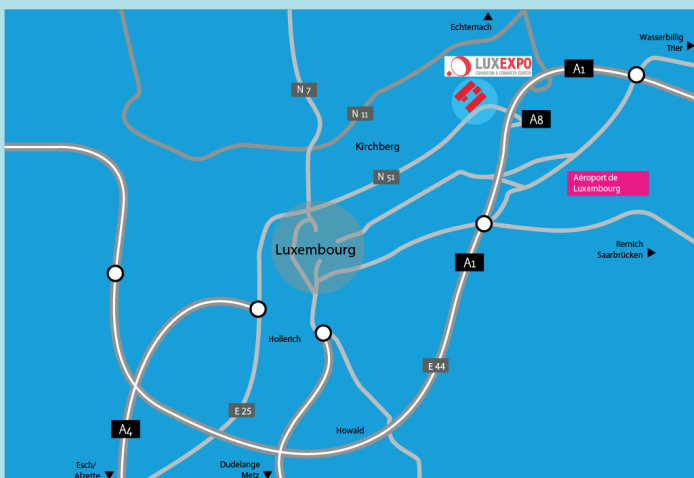 Echternach
Wasserbillig
Trier
LUXEXPO
EXHIBITION & CONGRESS CENTER
A1
N 7
N 11
A8
Kirchberg
N 51
Aéroport de
Luxembourg
Luxembourg
Remich
Saarbrücken
A1
Hollerich
E 44
E 25
A4
Howald
Esch/
Alzette
Dudelange
Metz